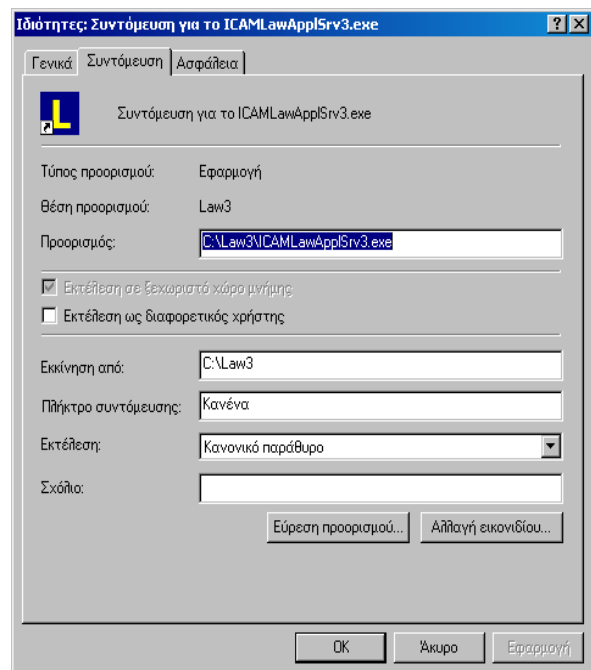 Ιδιότητες: Συντόμευση για το ICAMLawApplSrv3.exe
Γενικά Συντόμευση Ασφάλεια
L
Συντόμευση για το ICAMLawApplSrv3.exe
Τύπος προορισμού: Εφαρμογή
Θέση προορισμού: Law3
Προορισμός: C:\Law3\ICAMLawApplSrv3.exe
Εκτέλεση σε ξεχωριστό χώρο μνήμης
Εκτέλεση ως διαφορετικός χρήστης
Εκκίνηση από: C:\Law3
Πλήκτρο συντόμευσης: Κανένα
Εκτέλεση: Κανονικό παράθυρο
Σχόλιο:
Εύρεση προορισμού... Αλλαγή εικονιδίου...
OK Άκυρο Εφαρμογή